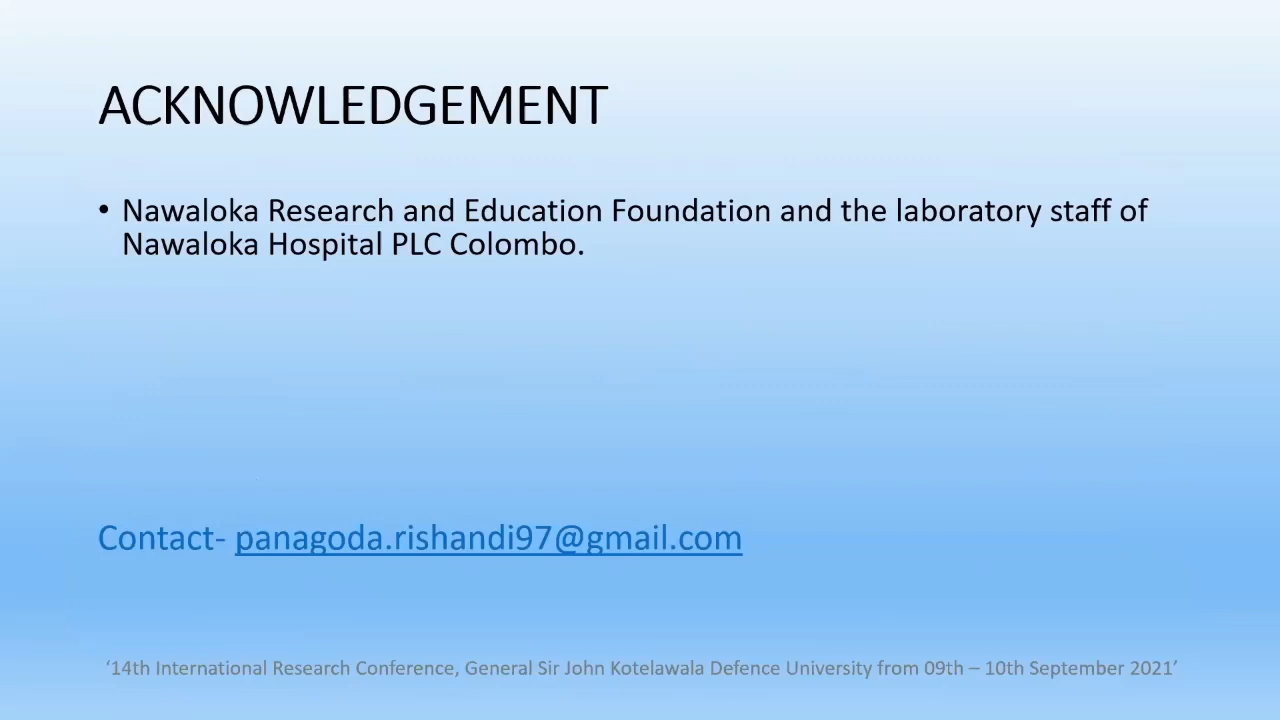 ACKNOWLEDGEMENT
• Nawaloka Research and Education Foundation and the laboratory staff of
Nawaloka Hospital PLC Colombo.
Contact- panagoda.rishandi97@gmail.com
‘14th International Research Conference, General Sir John Kotelawala Defence University from 09th – 10th September 2021’